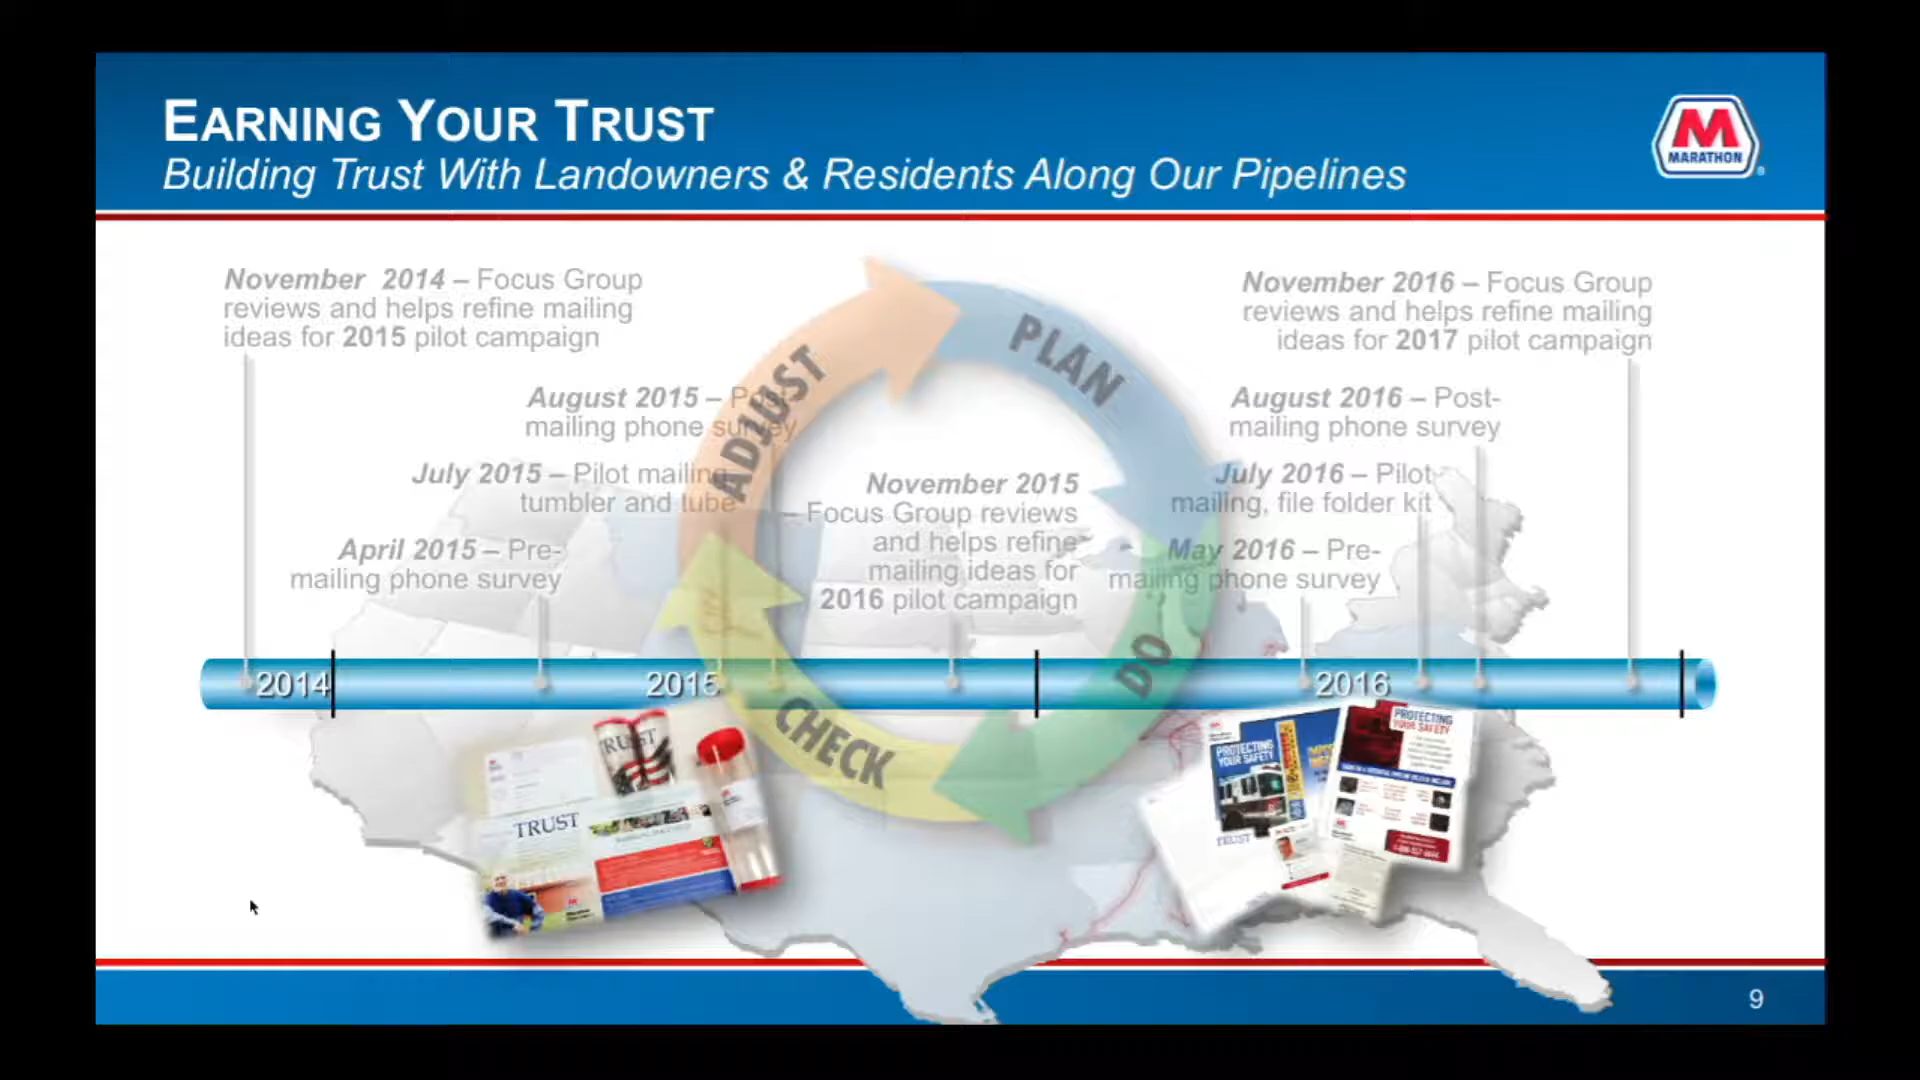 EARNING YOUR TRUST
Building Trust With Landowners & Residents Along Our Pipelines
M
MARATHON
November 2014 – Focus Group
reviews and helps refine mailing
ideas for 2015 pilot campaign
August 2015 – Post-
mailing phone survey
July 2015 – Pilot mailing,
tumbler and tube
April 2015 – Pre-
mailing phone survey
November 2015
– Focus Group reviews
and helps refine
mailing ideas for
2016 pilot campaign
November 2016 – Focus Group
reviews and helps refine mailing
ideas for 2017 pilot campaign
August 2016 – Post-
mailing phone survey
July 2016 – Pilot
mailing, file folder kit
May 2016 – Pre-
mailing phone survey
ADJUST
PLAN
DO
CHECK
2014
2015
2016
TRUST
TRUST
PROTECTING
YOUR SAFETY
TRUST
PROTECTING
YOUR SAFETY
9